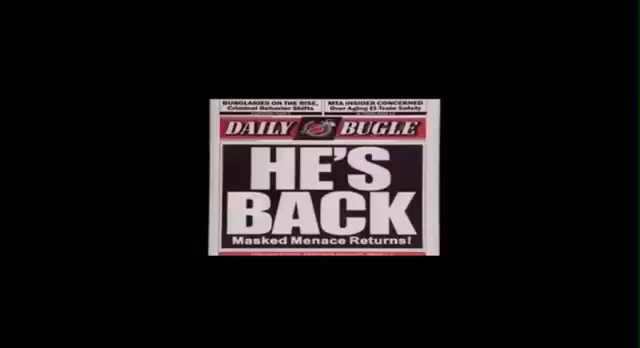 BURGLARIES ON THE RISE,
Criminal Behavior Shifts
MTA INSIDER CONCERNED
Over Aging El-Train Safety
DAILY BUGLE
HE'S
BACK
Masked Menace Returns!